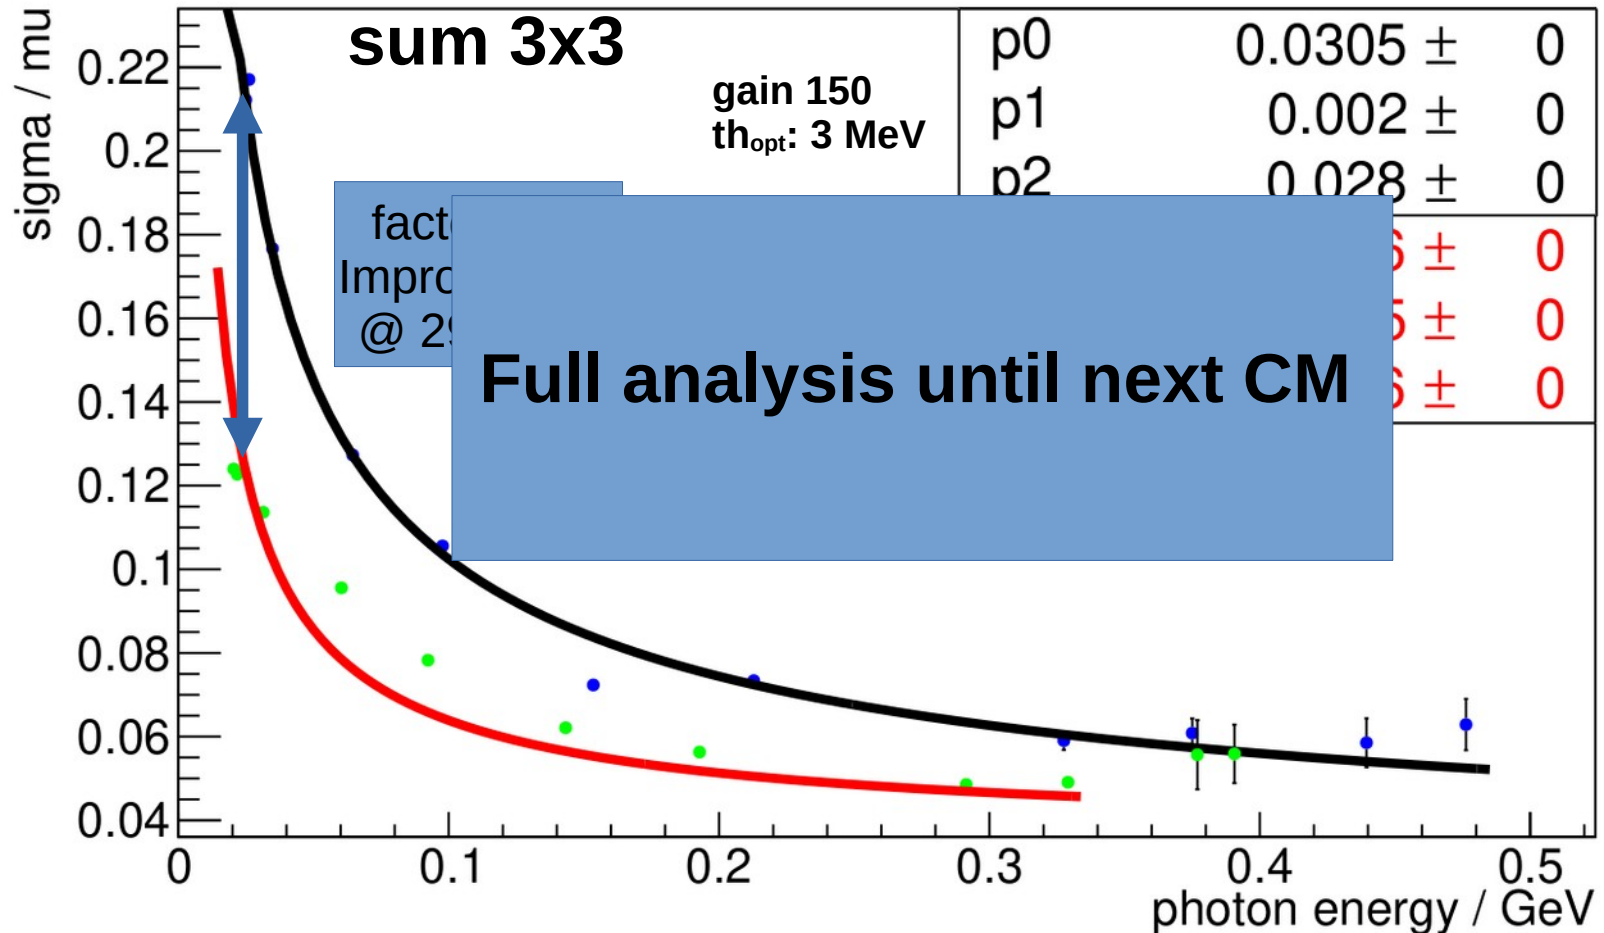 sum 3x3
gain 150
th_opt: 3 MeV
p0 0.0305 ± 0
p1 0.002 ± 0
p2 0.028 ± 0
± 0
± 0
± 0
@
Full analysis until next CM
sigma / mu
0.22
0.2
0.18
0.16
0.14
0.12
0.1
0.08
0.06
0.04
0 0.1 0.2 0.3 0.4 0.5
photon energy / GeV